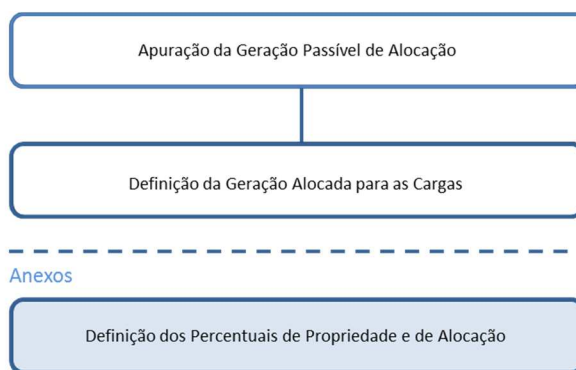 Apuração da Geração Passível de Alocação
Definição da Geração Alocada para as Cargas
Anexos
Definição dos Percentuais de Propriedade e de Alocação